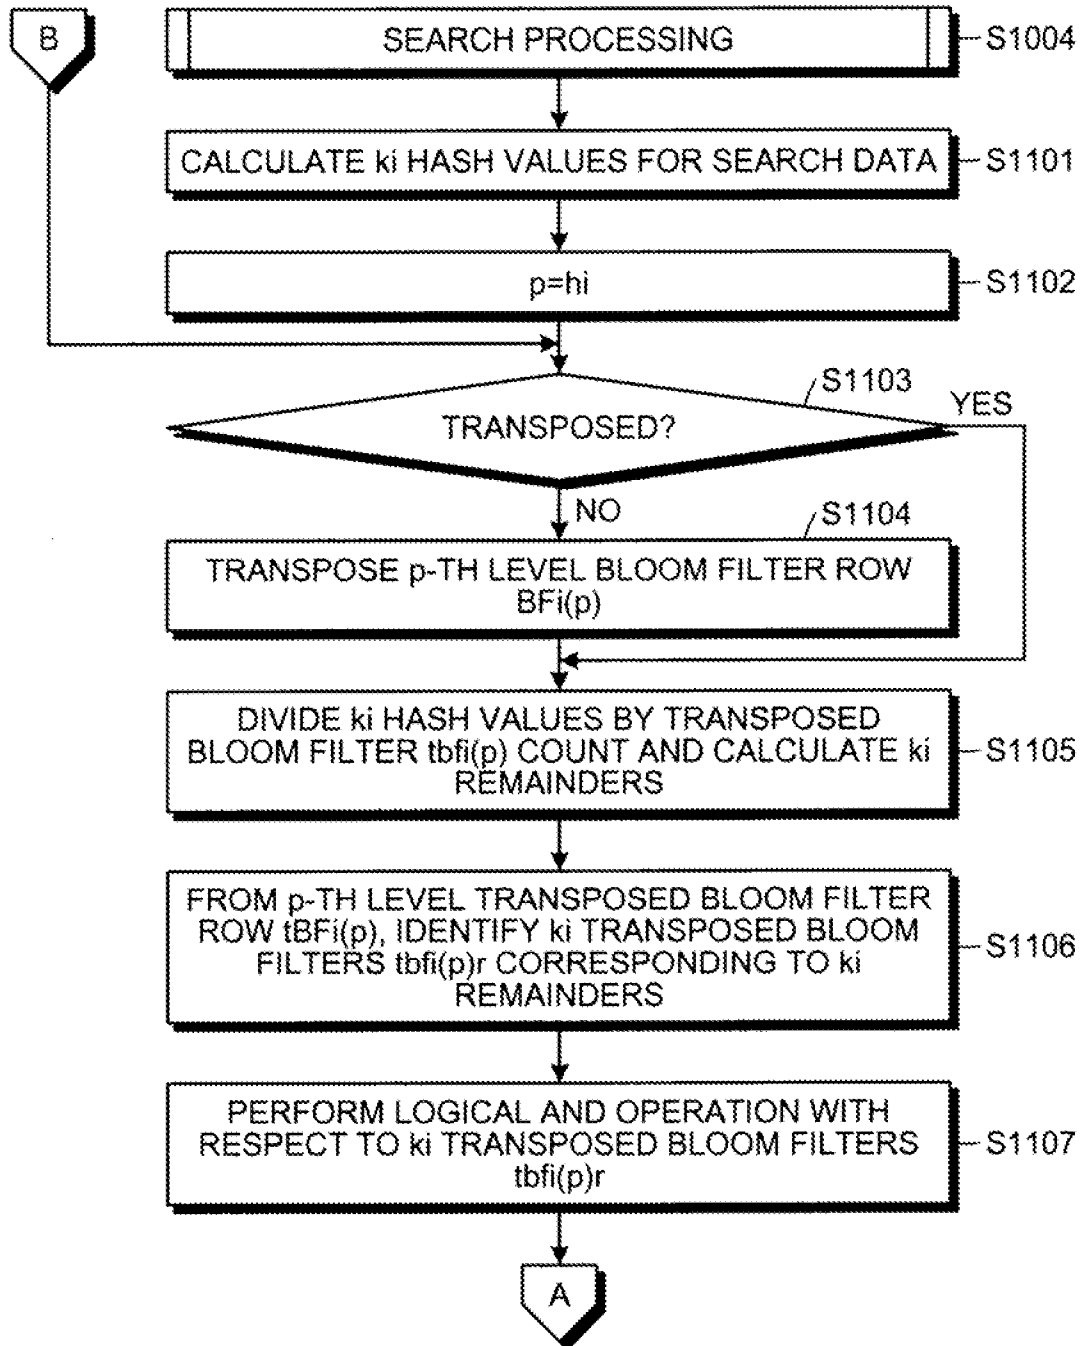 B
SEARCH PROCESSING
S1004
CALCULATE ki HASH VALUES FOR SEARCH DATA
S1101
p=hi
S1102
S1103
TRANSPOSED?
YES
NO
S1104
TRANSPOSE p-TH LEVEL BLOOM FILTER ROW
BFi(p)
DIVIDE ki HASH VALUES BY TRANSPOSED
BLOOM FILTER tbfi(p) COUNT AND CALCULATE ki
REMAINDERS
S1105
FROM p-TH LEVEL TRANSPOSED BLOOM FILTER
ROW tBFi(p), IDENTIFY ki TRANSPOSED BLOOM
FILTERS tbfi(p)r CORRESPONDING TO ki
REMAINDERS
S1106
PERFORM LOGICAL AND OPERATION WITH
RESPECT TO ki TRANSPOSED BLOOM FILTERS
tbfi(p)r
S1107
A